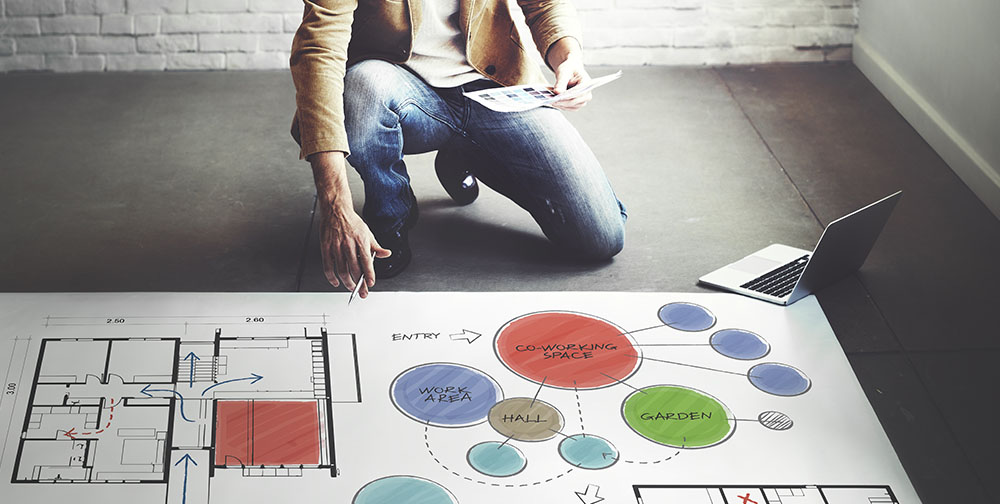 2.50
2.60
3.00
ENTRY
CO-WORKING
SPACE
WORK
AREA
HALL
GARDEN